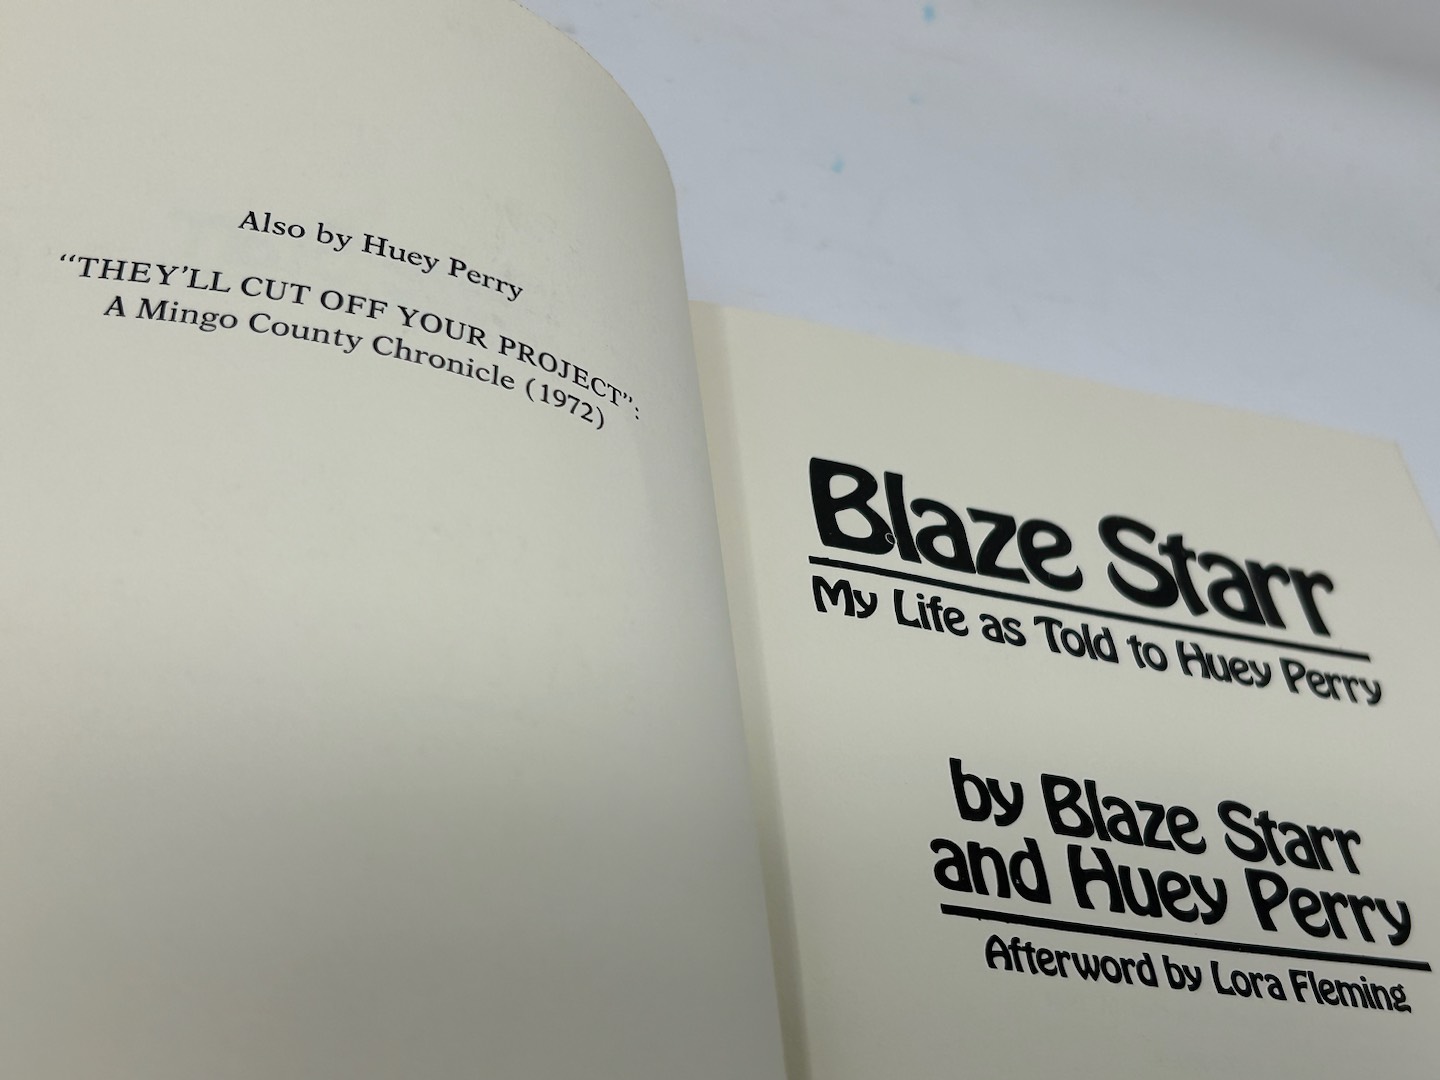 Also by Huey Perry
“THEY’LL CUT OFF YOUR PROJECT”:
A Mingo County Chronicle (1972)
Blaze Starr
My Life as Told to Huey Perry
by Blaze Starr
and Huey Perry
Afterword by Lora Fleming